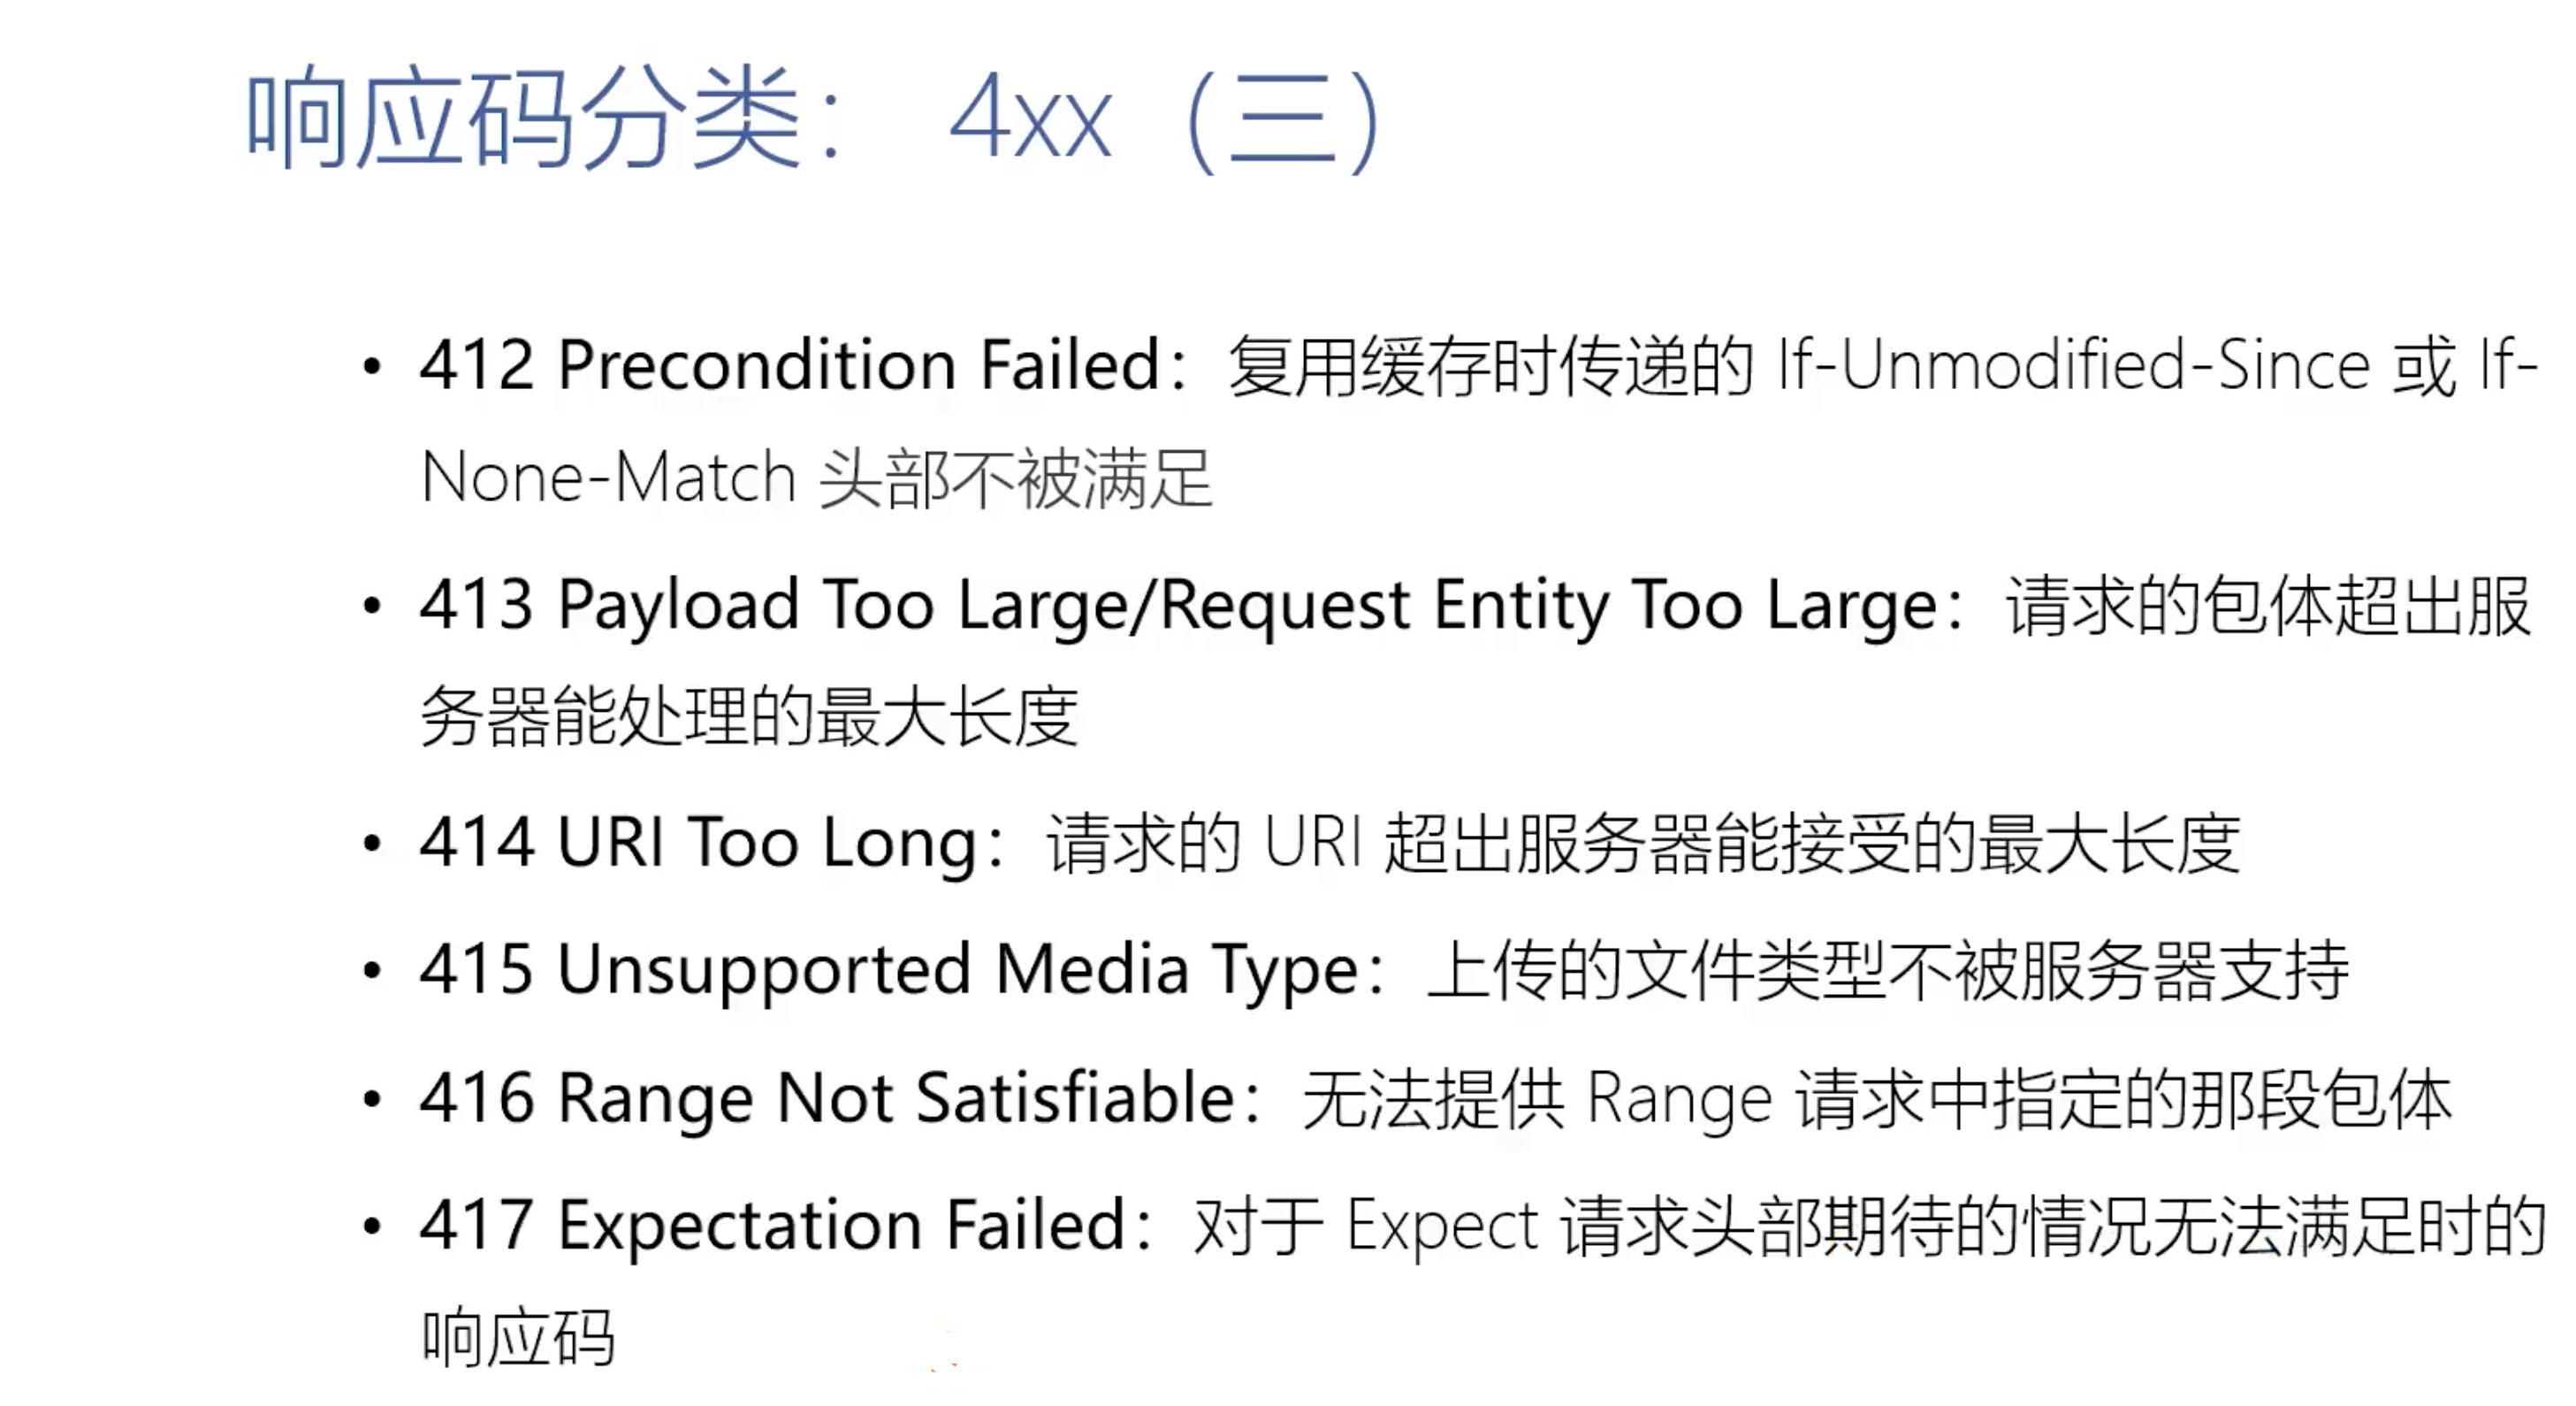 响应码分类： 4xx（三）
• 412 Precondition Failed：复用缓存时传递的 If-Unmodified-Since 或 If-
None-Match 头部不被满足
• 413 Payload Too Large/Request Entity Too Large：请求的包体超出服
务器能处理的最大长度
• 414 URI Too Long：请求的 URI 超出服务器能接受的最大长度
• 415 Unsupported Media Type：上传的文件类型不被服务器支持
• 416 Range Not Satisfiable：无法提供 Range 请求中指定的那段包体
• 417 Expectation Failed：对于 Expect 请求头部期待的情况无法满足时的
响应码